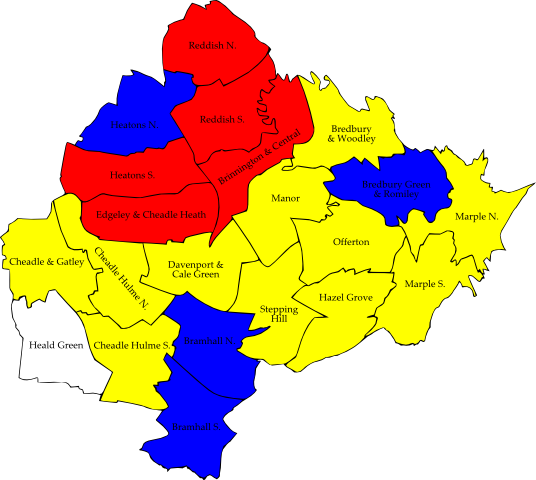 Reddish N.
Heatons N.
Reddish S.
Bredbury
& Woodley
Brinnington & Central
Heatons S.
Bredbury Green
& Romiley
Manor
Edgeley & Cheadle Heath
Marple N.
Offerton
Cheadle & Gatley
Cheadle Hulme N.
Davenport &
Cale Green
Marple S.
Hazel Grove
Stepping
Hill
Heald Green
Cheadle Hulme S.
Bramhall N.
Bramhall S.